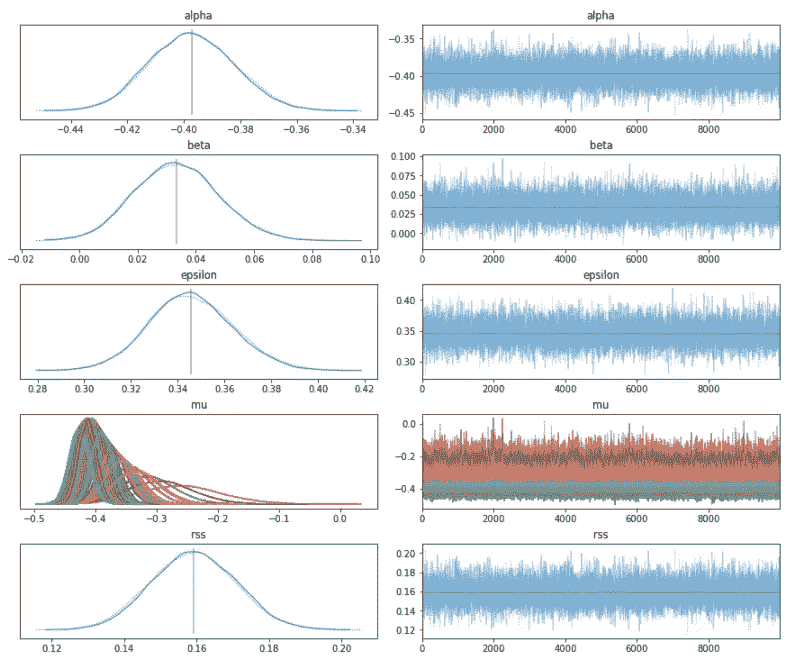 alpha
alpha
−0.35
−0.40
−0.45
−0.44 −0.42 −0.40 −0.38 −0.36 −0.34
0 2000 4000 6000 8000
beta
beta
0.100
0.075
0.050
0.025
0.000
−0.02 0.00 0.02 0.04 0.06 0.08 0.10
0 2000 4000 6000 8000
epsilon
epsilon
0.40
0.35
0.30
0.28 0.30 0.32 0.34 0.36 0.38 0.40 0.42
0 2000 4000 6000 8000
mu
mu
0.0
−0.2
−0.4
−0.5 −0.4 −0.3 −0.2 −0.1 0.0
0 2000 4000 6000 8000
rss
rss
0.20
0.18
0.16
0.14
0.12
0.12 0.14 0.16 0.18 0.20
0 2000 4000 6000 8000